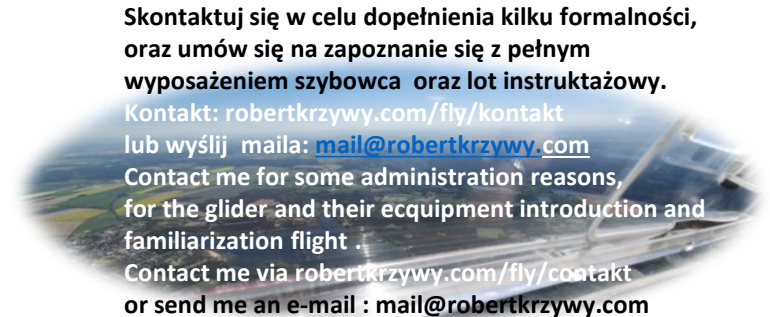 Skontaktuj się w celu dopełnienia kilku formalności,
oraz umów się na zapoznanie się z pełnym
wyposażeniem szybowca oraz lot instruktażowy.
Kontakt: robertkrzywy.com/fly/kontakt
lub wyślij maila: mail@robertkrzywy.com
Contact me for some administration reasons,
for the glider and their ecquipment introduction and
familiarization flight .
Contact me via robertkrzywy.com/fly/contakt
or send me an e-mail : mail@robertkrzywy.com